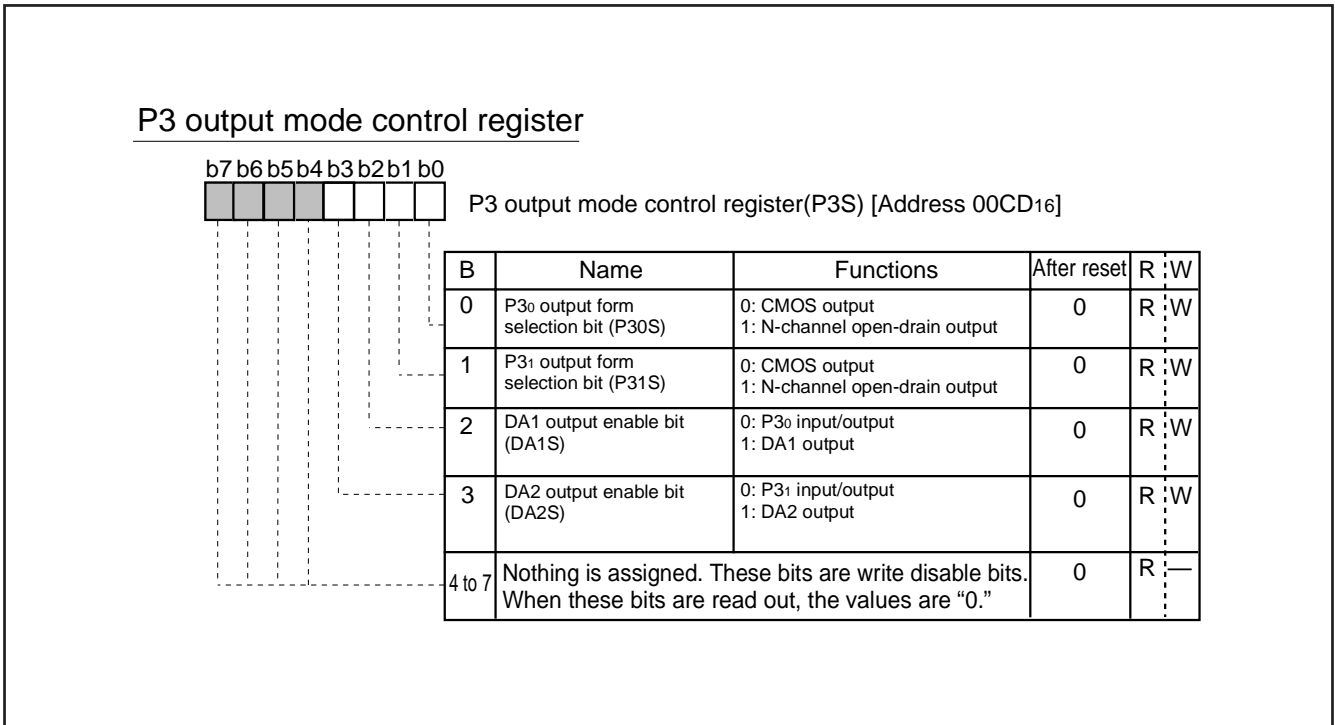 P3 output mode control register
b7 b6 b5 b4 b3 b2 b1 b0
P3 output mode control register(P3S) [Address 00CD16]
B Name Functions After reset R W
0 P30 output form selection bit (P30S) 0: CMOS output 1: N-channel open-drain output 0 R W
1 P31 output form selection bit (P31S) 0: CMOS output 1: N-channel open-drain output 0 R W
2 DA1 output enable bit (DA1S) 0: P30 input/output 1: DA1 output 0 R W
3 DA2 output enable bit (DA2S) 0: P31 input/output 1: DA2 output 0 R W
4 to 7 Nothing is assigned. These bits are write disable bits. When these bits are read out, the values are “0.” 0 R —